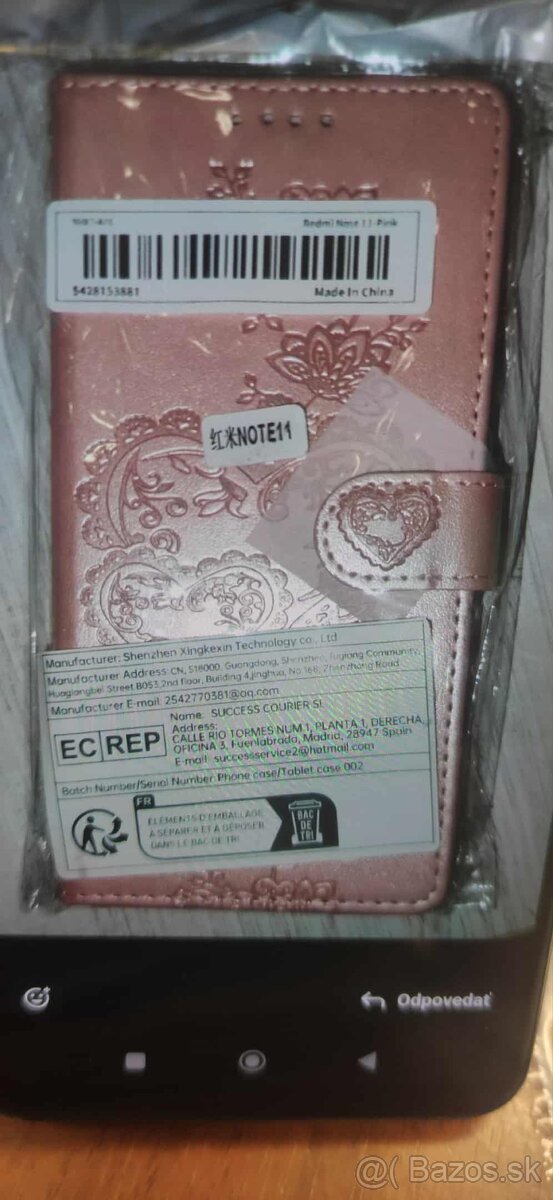 Redmi Note 11-Pink
5428153881
Made In China
红米NOTE11
Manufacturer: Shenzhen Xingkexin Technology co., Ltd
Manufacturer Address: CN, 518000, Guangdong, Shenzhen, Fuqiang Community,
Huaqiangbei Street B053,2nd floor, Building 4,Jinghua, No 168, Zhenzhong Road
Manufacturer E-mail: 2542770381@qq.com
EC REP
Name: SUCCESS COURIER Sl
Address:
CALLE RIO TORMES NUM 1, PLANTA 1, DERECHA,
OFICINA 3, Fuenlabrada, Madrid, 28947 Spain
E-mail: successservice2@hotmail.com
Batch Number/Serial Number: Phone case/Tablet case 002
FR
ÉLÉMENTS D'EMBALLAGE
À SÉPARER ET À DÉPOSER
DANS LE BAC DE TRI
BAC
DE
TRI
Odpovedať
@( Bazos.sk